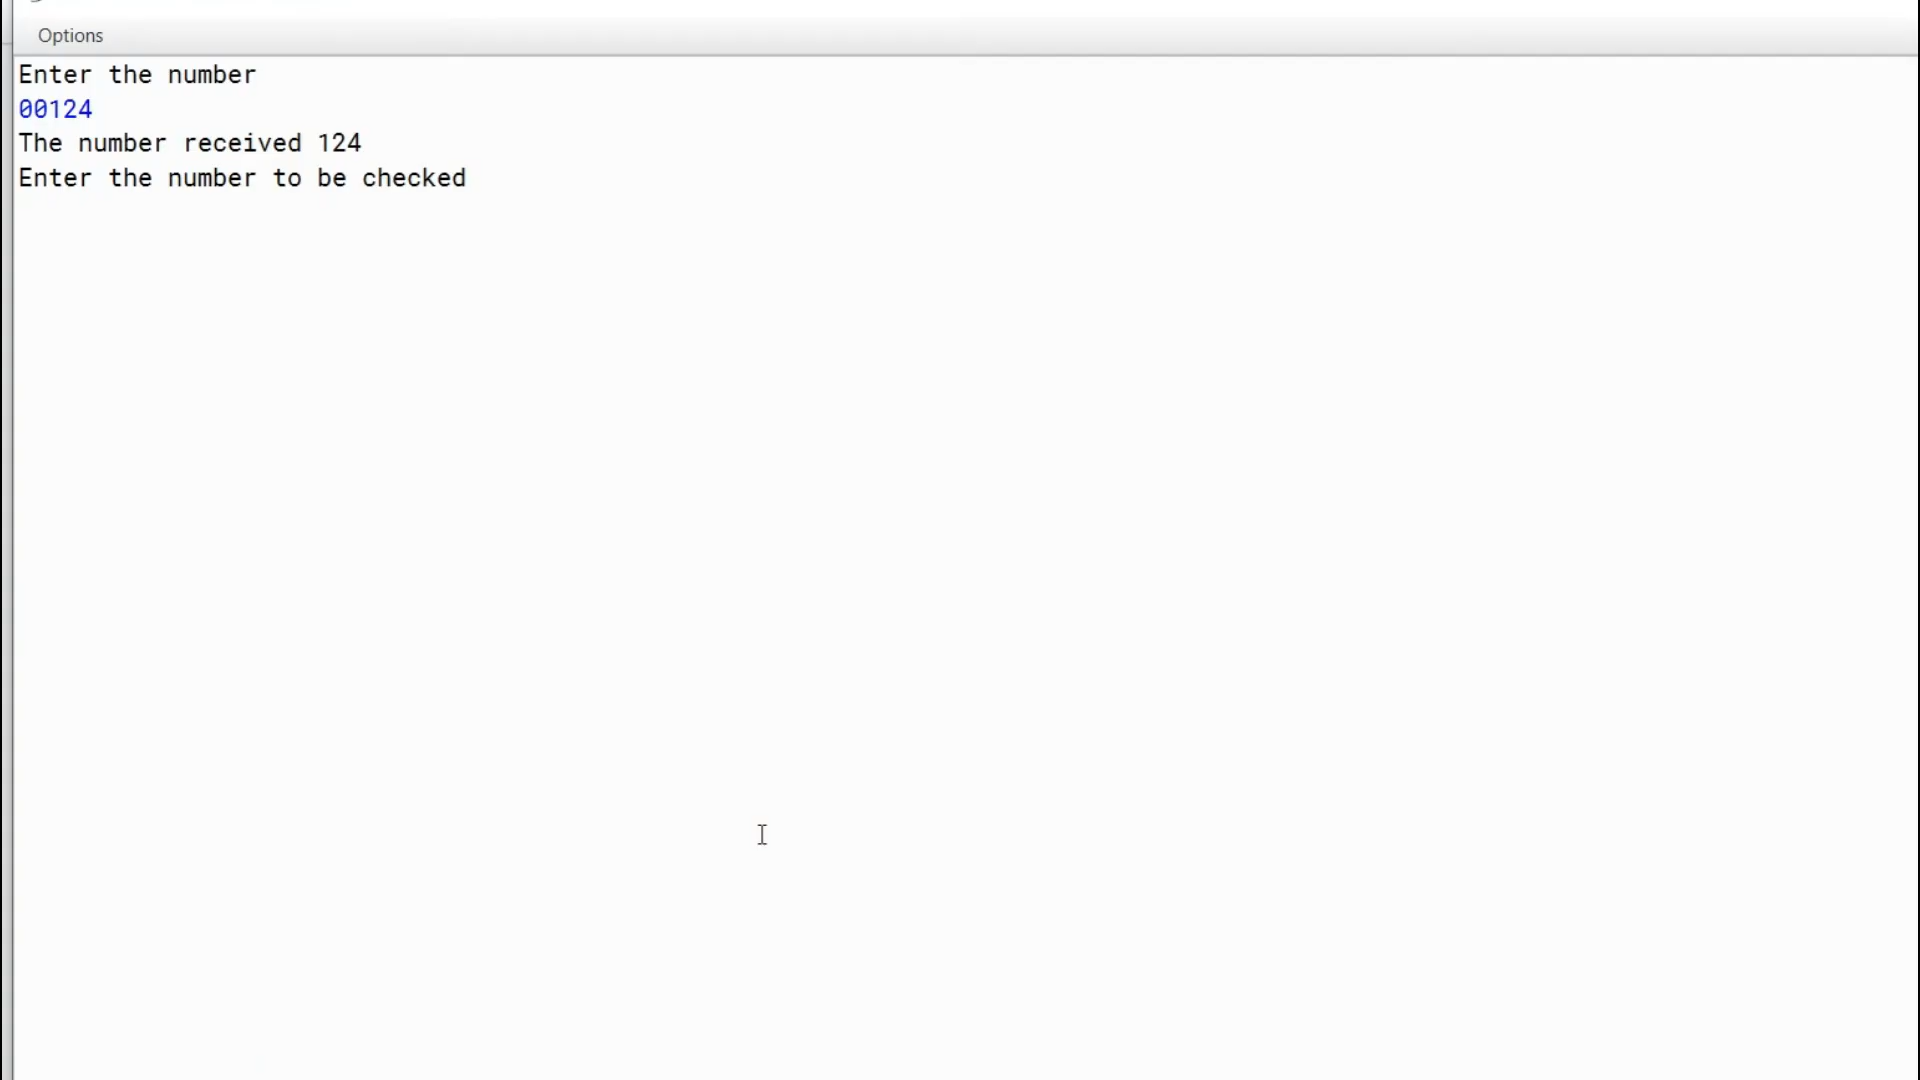 Options
Enter the number
00124
The number received 124
Enter the number to be checked